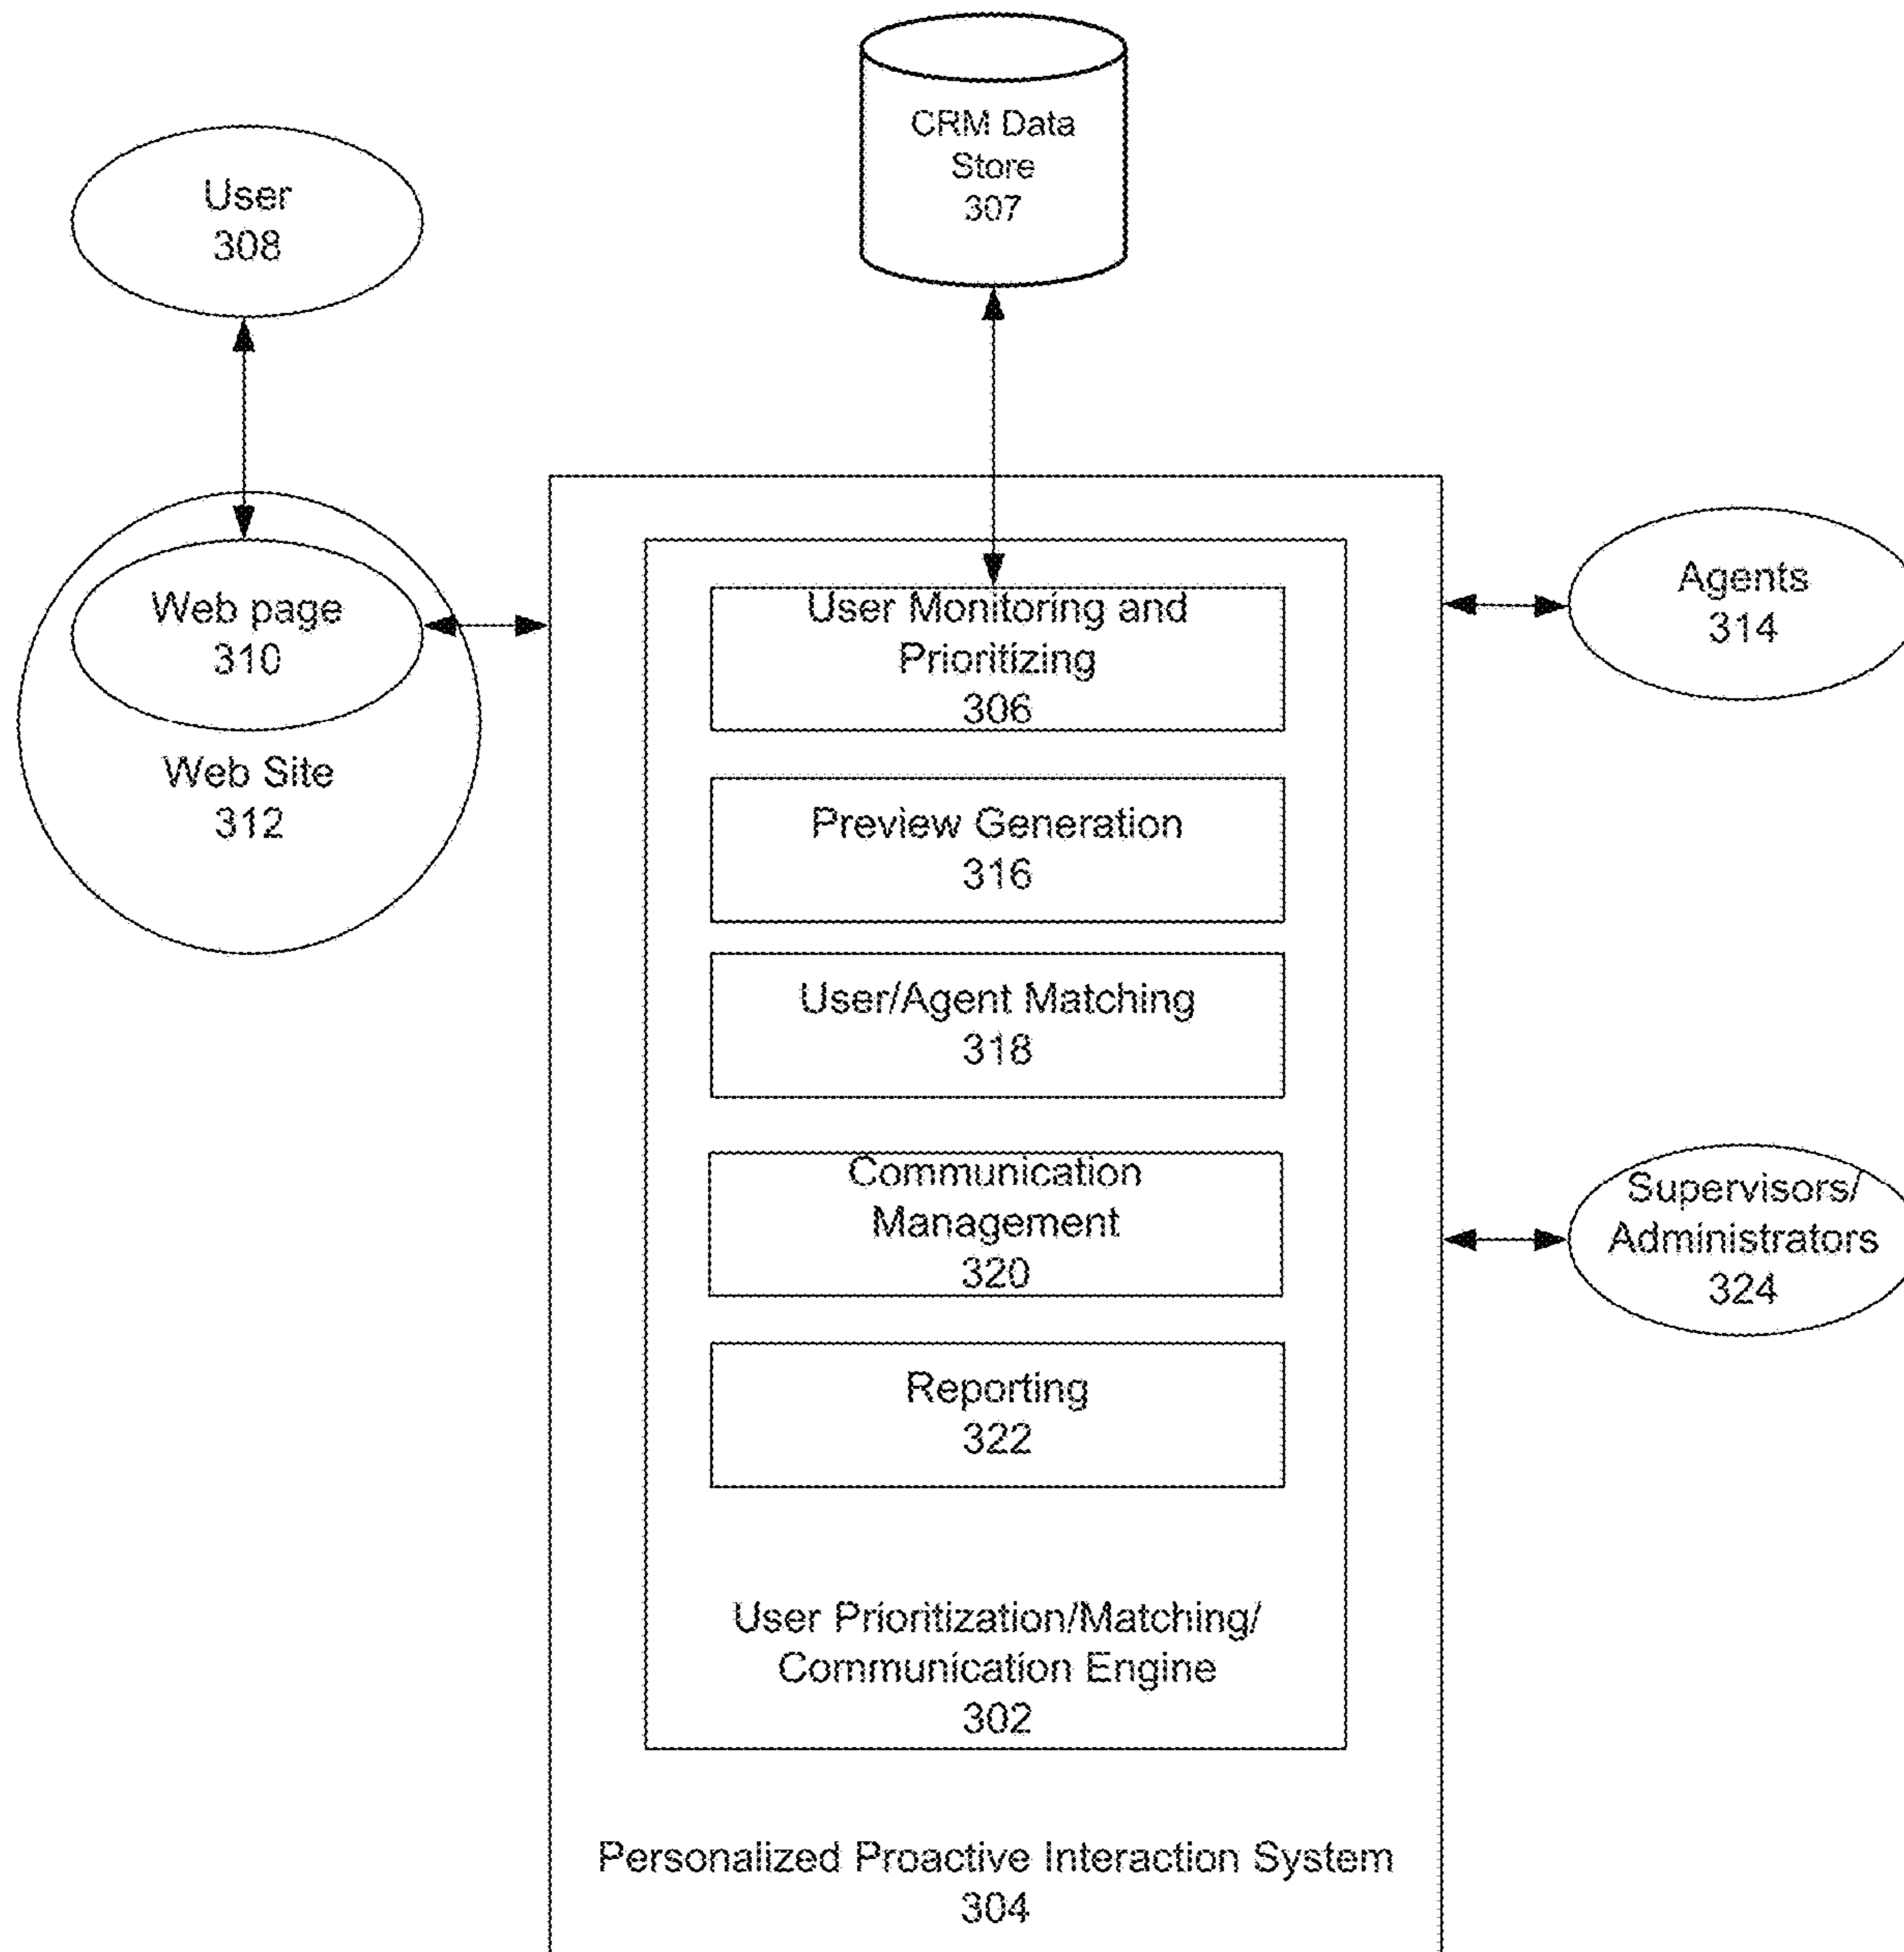 CRM Data
Store
307
User
308
Web page
310
Web Site
312
User Monitoring and
Prioritizing
306
Preview Generation
316
User/Agent Matching
318
Communication
Management
320
Reporting
322
User Prioritization/Matching/
Communication Engine
302
Personalized Proactive Interaction System
304
Agents
314
Supervisors/
Administrators
324